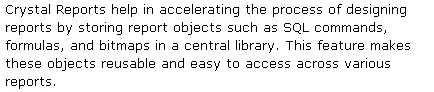 Crystal Reports help in accelerating the process of designing
reports by storing report objects such as SQL commands,
formulas, and bitmaps in a central library. This feature makes
these objects reusable and easy to access across various
reports.